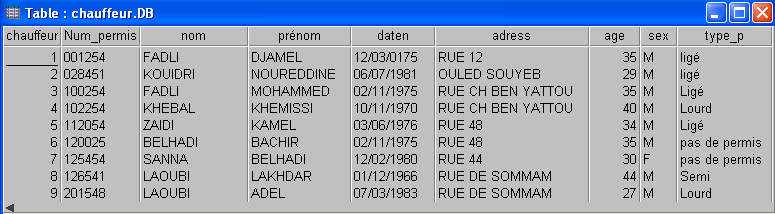 Table : chauffeur.DB
chauffeur Num_permis nom prénom daten adress age sex type_p
1 001254 FADLI DJAMEL 12/03/0175 RUE 12 35 M ligé
2 028451 KOUIDRI NOUREDDINE 06/07/1981 OULED SOUYEB 29 M ligé
3 100254 FADLI MOHAMMED 02/11/1975 RUE CH BEN YATTOU 35 M Ligé
4 102254 KHEBAL KHEMISSI 10/11/1970 RUE CH BEN YATTOU 40 M Lourd
5 112054 ZAIDI KAMEL 03/06/1976 RUE 48 34 M Ligé
6 120025 BELHADI BACHIR 02/11/1975 RUE 48 35 M pas de permis
7 125454 SANNA BELHADI 12/02/1980 RUE 44 30 F pas de permis
8 126541 LAOUBI LAKHDAR 01/12/1966 RUE DE SOMMAM 44 M Semi
9 201548 LAOUBI ADEL 07/03/1983 RUE DE SOMMAM 27 M Lourd